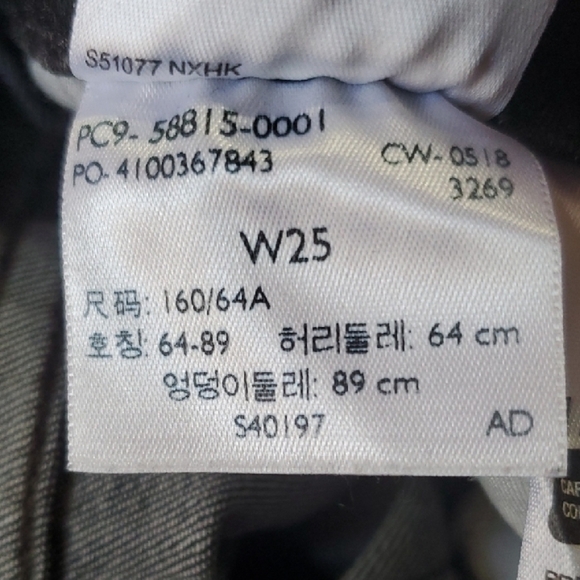 S51077 NXHK
PC9- 58815-0001
PO- 4100367843
CW- 0518
3269
W25
尺码: 160/64A
호칭: 64-89 허리둘레: 64 cm
엉덩이둘레: 89 cm
S40197 AD